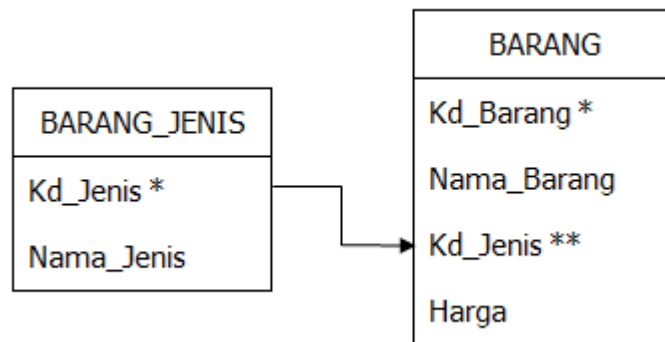 BARANG_JENIS
Kd_Jenis *
Nama_Jenis
BARANG
Kd_Barang *
Nama_Barang
Kd_Jenis **
Harga